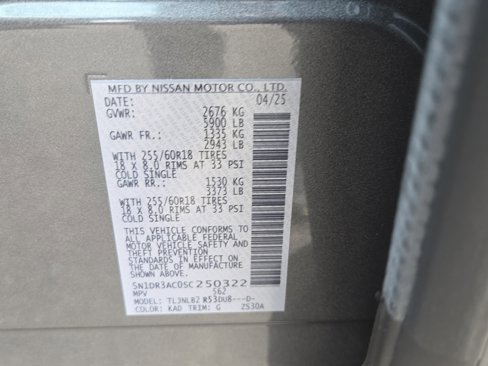 MFD BY NISSAN MOTOR CO., LTD.
DATE: 04/25
GVWR: 2676 KG
5900 LB
GAWR FR.: 1335 KG
2943 LB
WITH 255/60R18 TIRES
18 X 8.0 RIMS AT 33 PSI
COLD SINGLE
GAWR RR.: 1530 KG
3373 LB
WITH 255/60R18 TIRES
18 X 8.0 RIMS AT 33 PSI
COLD SINGLE
THIS VEHICLE CONFORMS TO
ALL APPLICABLE FEDERAL
MOTOR VEHICLE SAFETY AND
THEFT PREVENTION
STANDARDS IN EFFECT ON
THE DATE OF MANUFACTURE
SHOWN ABOVE.
5N1DR3AC0SC250322
MPV 562
MODEL: TLJNLB2 R53DU8---D-
COLOR: KAD TRIM: G 2S30A